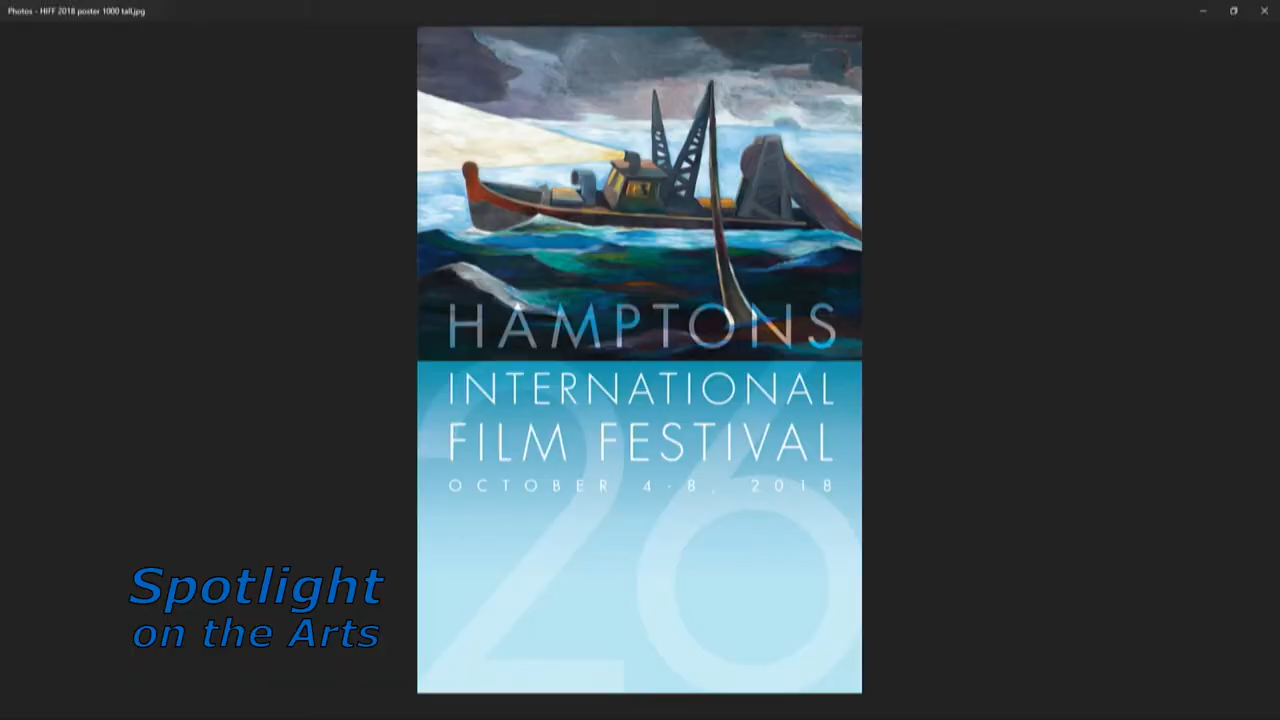 Photos - HIFF 2018 poster 1000 tall.jpg
HAMPTONS
INTERNATIONAL
FILM FESTIVAL
OCTOBER 4-8, 2018
26
Spotlight
on the Arts